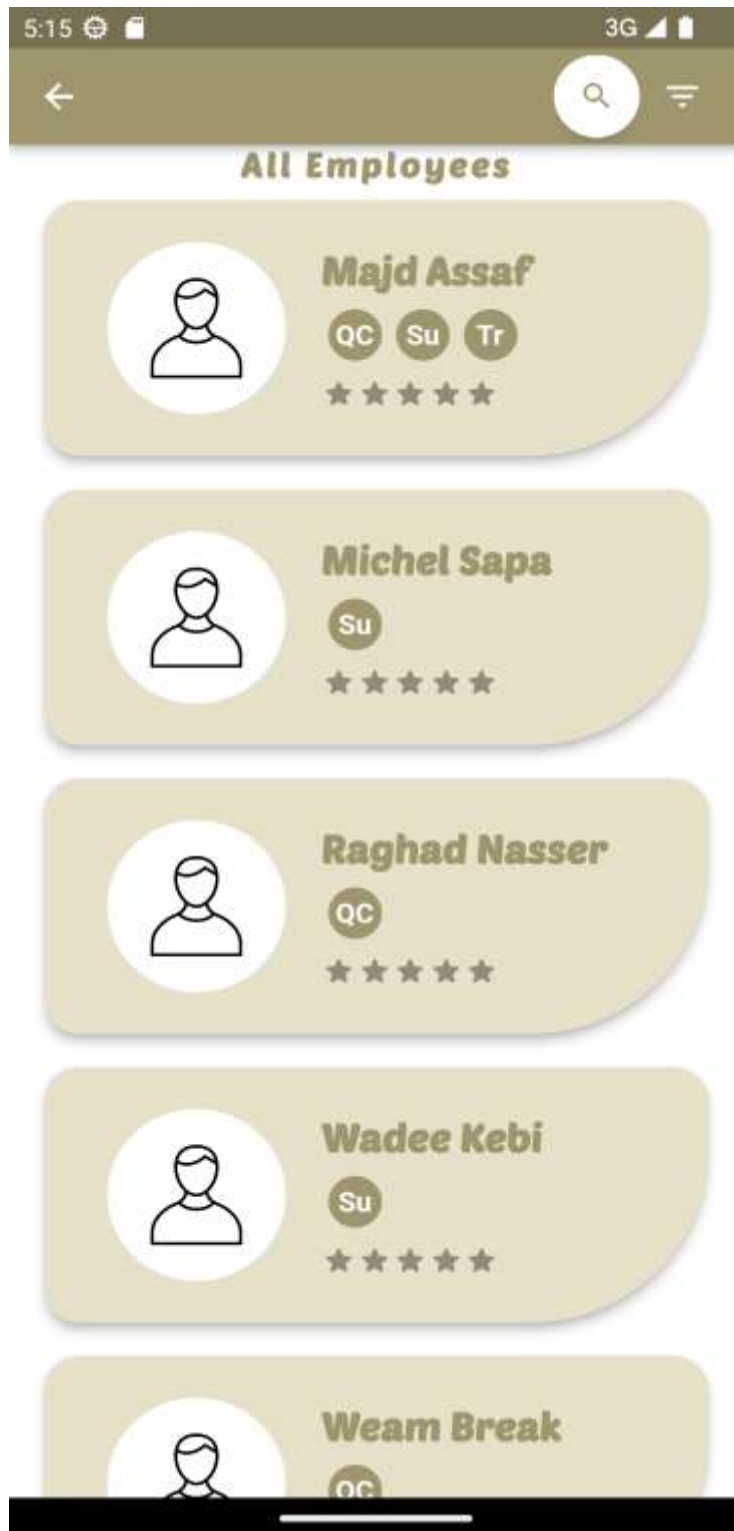 5:15 3G
All Employees
Majd Assaf
QC Su Tr
Michel Sapa
Su
Raghad Nasser
QC
Wadee Kebi
Su
Weam Break
QC